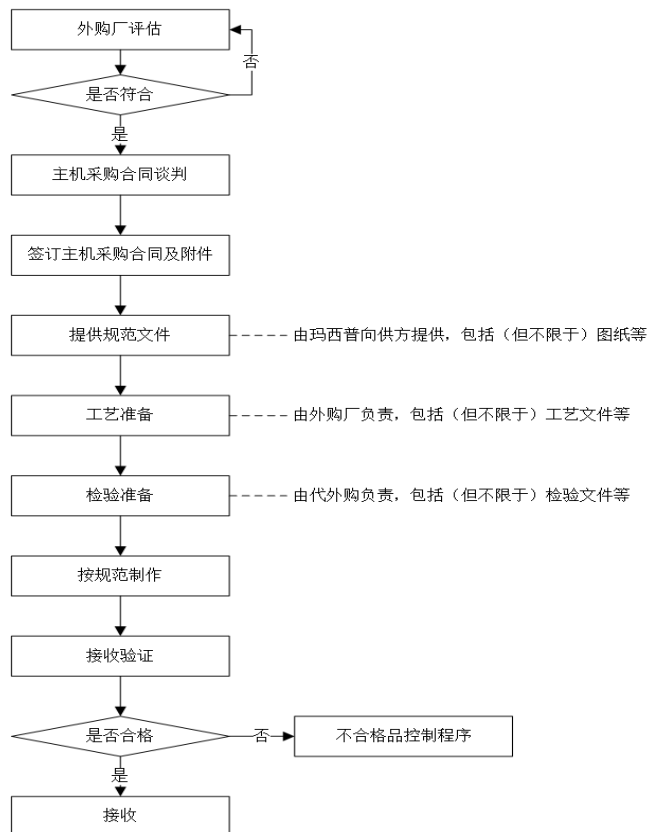 外购厂评估
否
是否符合
是
主机采购合同谈判
签订主机采购合同及附件
提供规范文件
由玛西普向供方提供，包括（但不限于）图纸等
工艺准备
由外购厂负责，包括（但不限于）工艺文件等
检验准备
由代外购负责，包括（但不限于）检验文件等
按规范制作
接收验证
是否合格
否
不合格品控制程序
是
接收